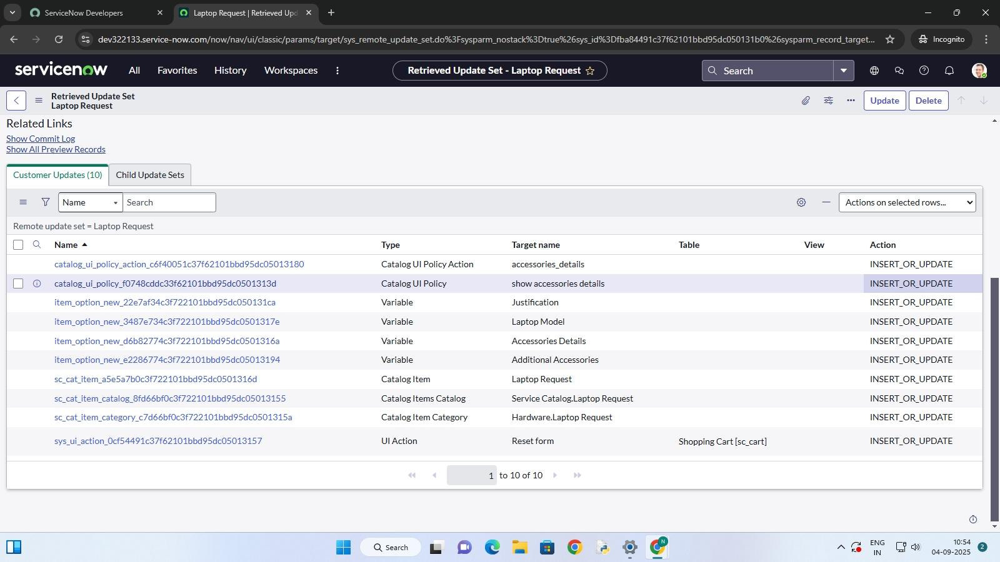 ServiceNow Developers
Laptop Request | Retrieved Upd
dev322133.service-now.com/now/nav/ui/classic/params/target/sys_remote_update_set.do%3Fsysparm_nostack%3Dtrue%26sys_id%3Dfba84491c37f62101bbd95dc050131b0%26sysparm_record_target...
Incognito
servicenow All Favorites History Workspaces
Retrieved Update Set - Laptop Request
Search
Retrieved Update Set
Laptop Request
Update Delete
Related Links
Show Commit Log
Show All Preview Records
Customer Updates (10) Child Update Sets
Name Search Actions on selected rows...
Remote update set = Laptop Request
Name Type Target name Table View Action
catalog_ui_policy_action_c6f40051c37f62101bbd95dc05013180 Catalog UI Policy Action accessories_details INSERT_OR_UPDATE
catalog_ui_policy_f0748cddc33f62101bbd95dc0501313d Catalog UI Policy show accessories details INSERT_OR_UPDATE
item_option_new_22e7af34c3f722101bbd95dc050131ca Variable Justification INSERT_OR_UPDATE
item_option_new_3487e734c3f722101bbd95dc0501317e Variable Laptop Model INSERT_OR_UPDATE
item_option_new_d6b82774c3f722101bbd95dc0501316a Variable Accessories Details INSERT_OR_UPDATE
item_option_new_e2286774c3f722101bbd95dc05013194 Variable Additional Accessories INSERT_OR_UPDATE
sc_cat_item_a5e5a7b0c3f722101bbd95dc0501316d Catalog Item Laptop Request INSERT_OR_UPDATE
sc_cat_item_catalog_8fd66bf0c3f722101bbd95dc05013155 Catalog Items Catalog Service Catalog.Laptop Request INSERT_OR_UPDATE
sc_cat_item_category_c7d66bf0c3f722101bbd95dc0501315a Catalog Item Category Hardware.Laptop Request INSERT_OR_UPDATE
sys_ui_action_0cf54491c37f62101bbd95dc05013157 UI Action Reset form Shopping Cart [sc_cart] INSERT_OR_UPDATE
1 to 10 of 10
Search
N
ENG
IN
10:54
04-09-2025
2